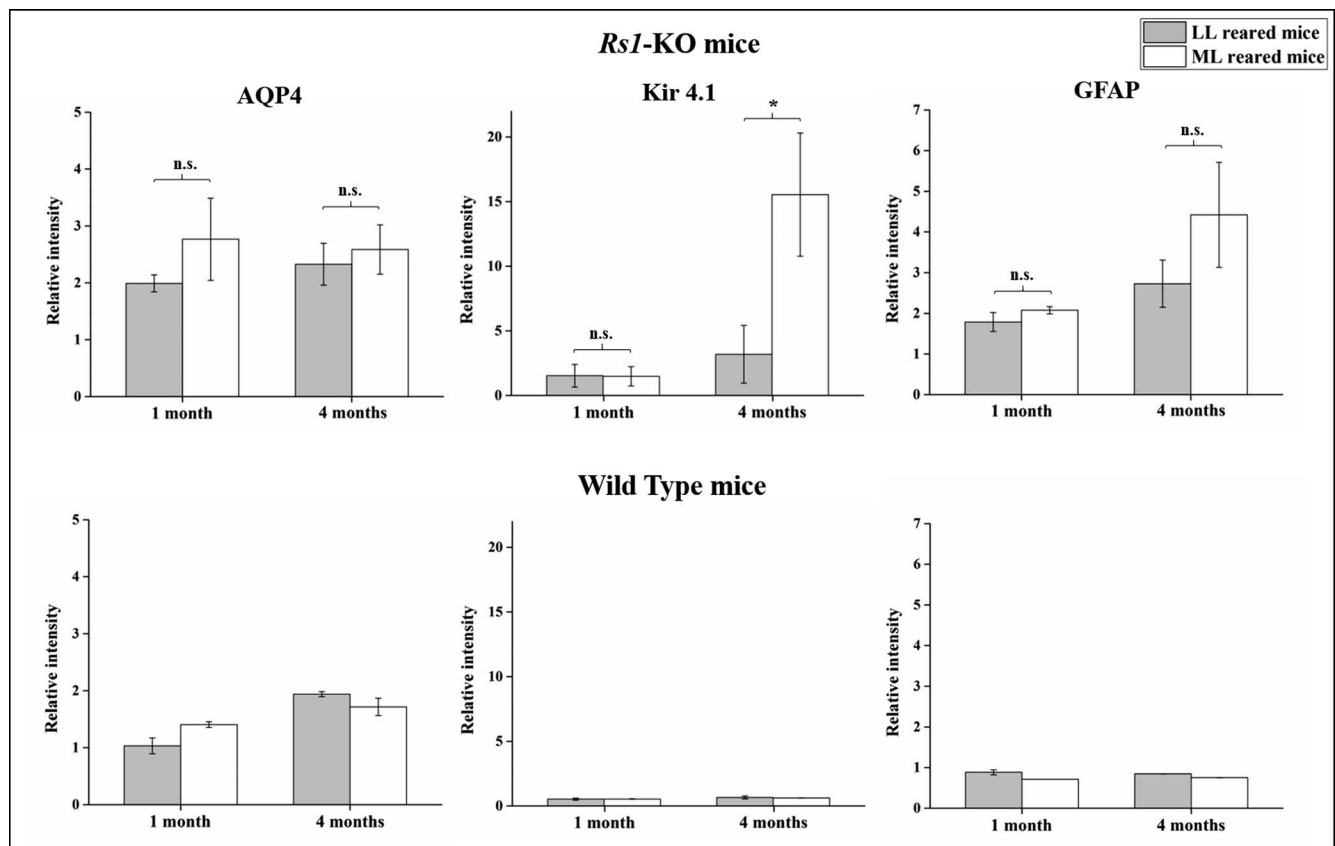 Rs1-KO mice
LL reared mice
ML reared mice
AQP4
Relative intensity
5
4
3
2
1
0
n.s.
n.s.
1 month
4 months
Kir 4.1
Relative intensity
20
15
10
5
0
n.s.
*
1 month
4 months
GFAP
Relative intensity
7
6
5
4
3
2
1
0
n.s.
n.s.
1 month
4 months
Wild Type mice
Relative intensity
5
4
3
2
1
0
1 month
4 months
Relative intensity
20
15
10
5
0
1 month
4 months
Relative intensity
7
6
5
4
3
2
1
0
1 month
4 months